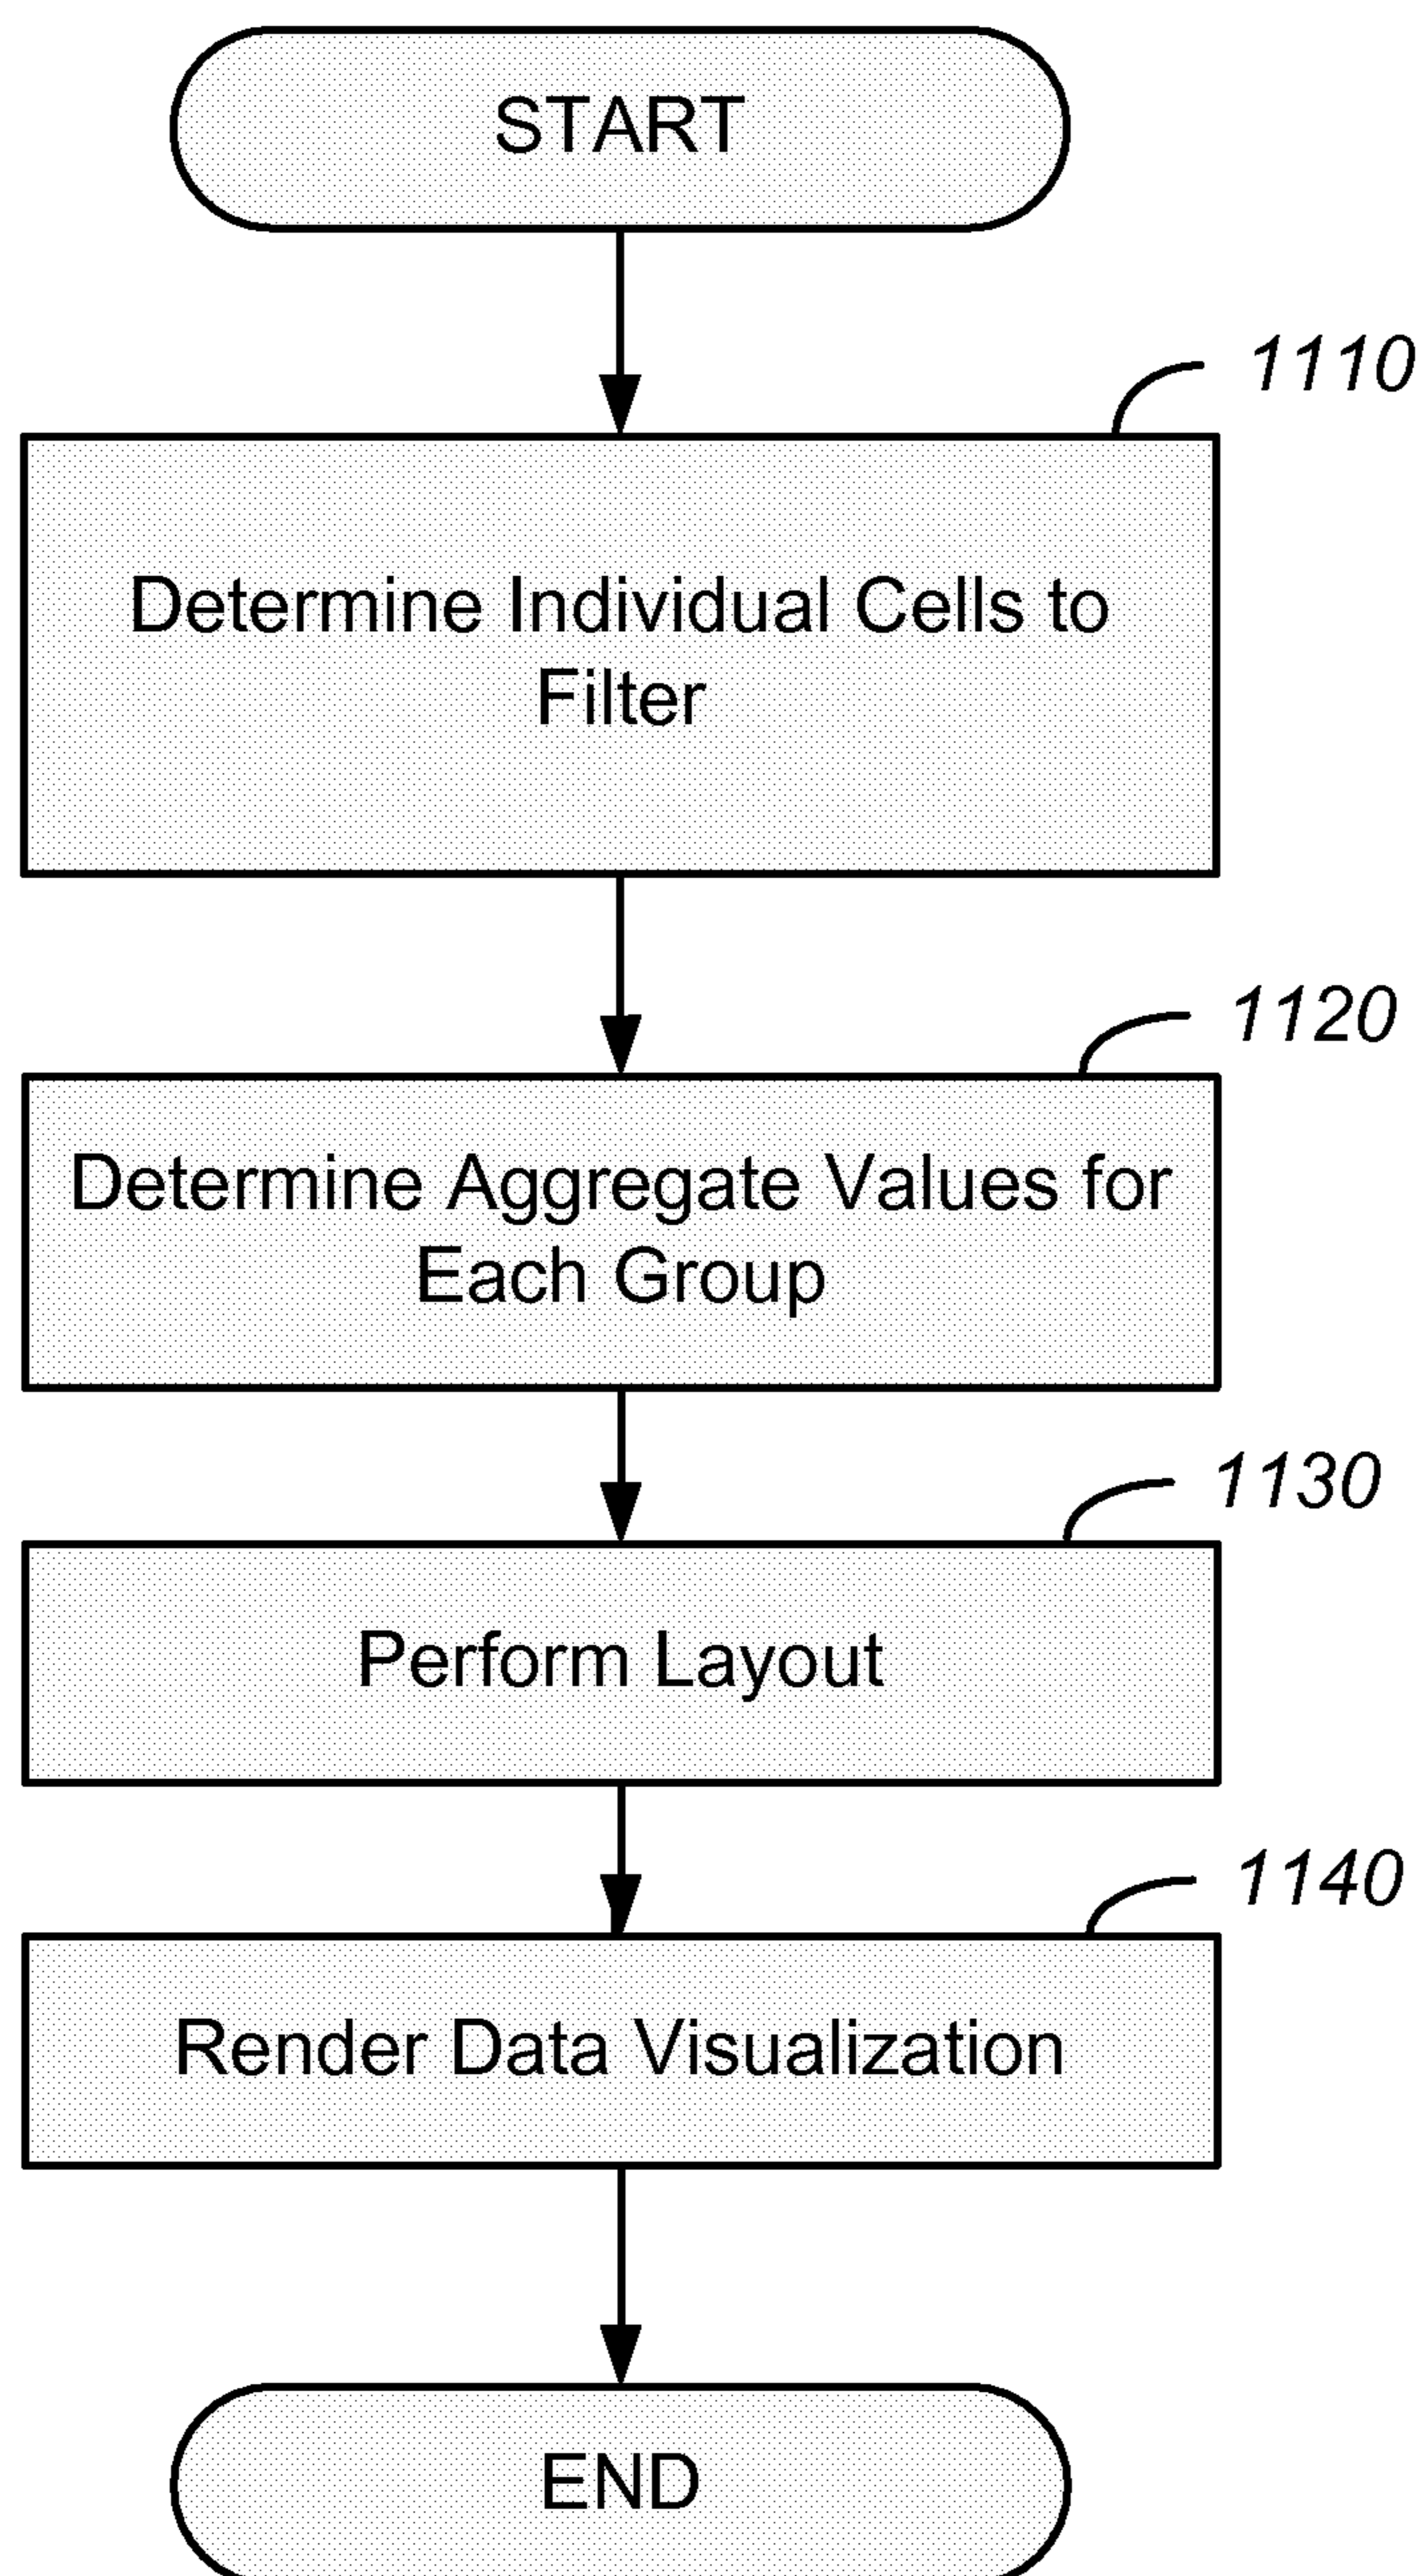 START
1110
Determine Individual Cells to
Filter
1120
Determine Aggregate Values for
Each Group
1130
Perform Layout
1140
Render Data Visualization
END